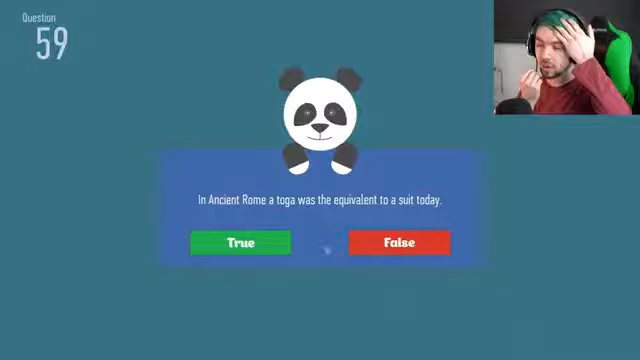 Question
59
In Ancient Rome a toga was the equivalent to a suit today.
True
False